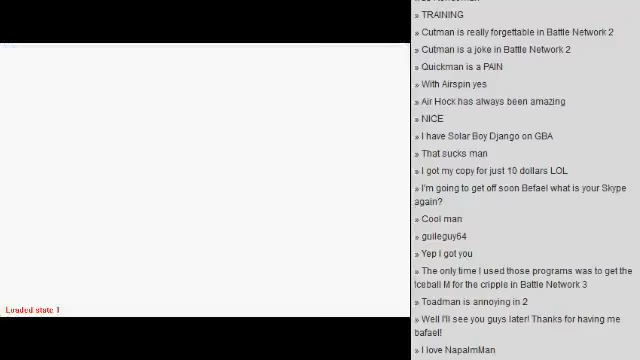 » TRAINING
» Cutman is really forgettable in Battle Network 2
» Cutman is a joke in Battle Network 2
» Quickman is a PAIN
» With Airspin yes
» Air Hock has always been amazing
» NICE
» I have Solar Boy Django on GBA
» That sucks man
» I got my copy for just 10 dollars LOL
» I'm going to get off soon Befael what is your Skype
again?
» Cool man
» guileguy64
» Yep I got you
» The only time I used those programs was to get the
Iceball M for the cripple in Battle Network 3
» Toadman is annoying in 2
» Well I'll see you guys later! Thanks for having me
bafael!
» I love NapalmMan
Loaded state 1